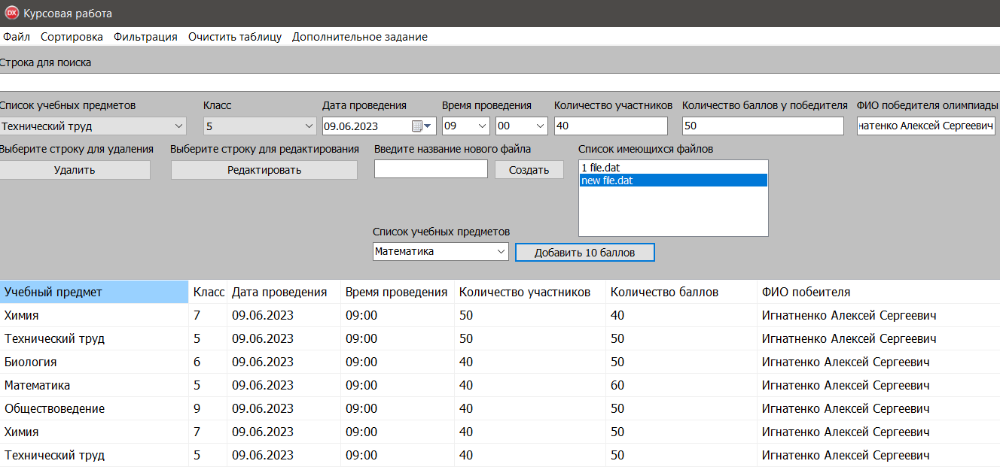 DX Курсовая работа
Файл Сортировка Фильтрация Очистить таблицу Дополнительное задание
Строка для поиска
Список учебных предметов Класс Дата проведения Время проведения Количество участников Количество баллов у победителя ФИО победителя олимпиады
Технический труд 5 09.06.2023 09 00 40 50 гнатенко Алексей Сергеевич
Выберите строку для удаления Выберите строку для редактирования Введите название нового файла Список имеющихся файлов
Удалить Редактировать Создать
1 file.dat
new file.dat
Список учебных предметов
Математика Добавить 10 баллов
Учебный предмет Класс Дата проведения Время проведения Количество участников Количество баллов ФИО побеителя
Химия 7 09.06.2023 09:00 50 40 Игнатненко Алексей Сергеевич
Технический труд 5 09.06.2023 09:00 50 50 Игнатненко Алексей Сергеевич
Биология 6 09.06.2023 09:00 40 50 Игнатенко Алексей Сергеевич
Математика 5 09.06.2023 09:00 40 60 Игнатенко Алексей Сергеевич
Обществоведение 9 09.06.2023 09:00 40 50 Игнатенко Алексей Сергеевич
Химия 7 09.06.2023 09:00 40 50 Игнатенко Алексей Сергеевич
Технический труд 5 09.06.2023 09:00 40 50 Игнатенко Алексей Сергеевич